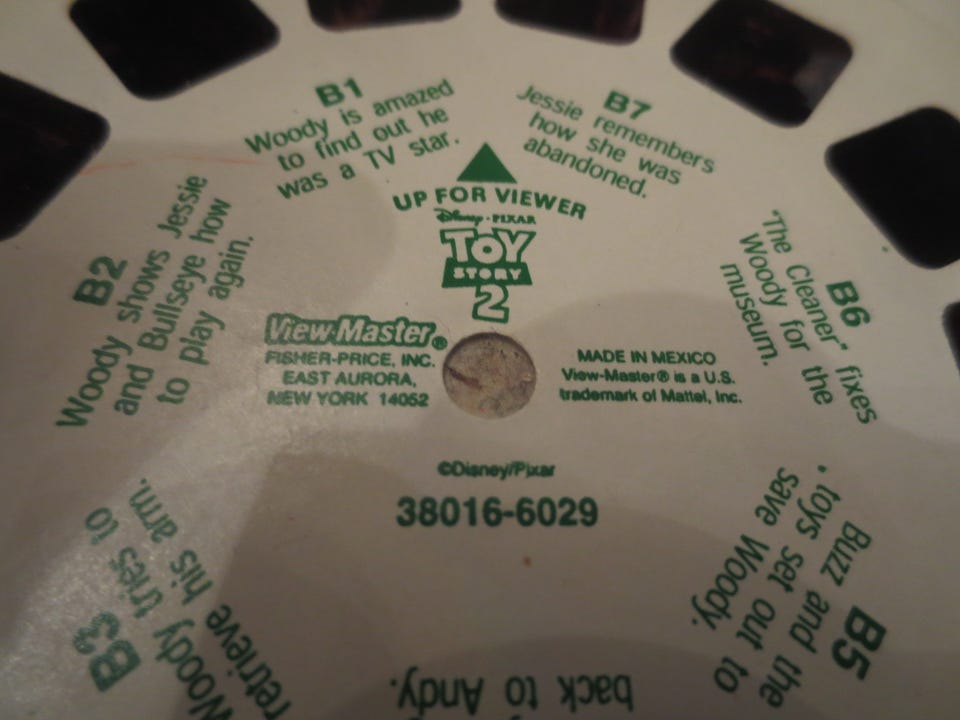 B1
Woody is amazed
to find out he
was a TV star.
B7
Jessie remembers
how she was
abandoned.
UP FOR VIEWER
Disney · PIXAR
TOY
STORY
2
B2
Woody shows Jessie
and Bullseye how
to play again.
B6
"The Cleaner" fixes
Woody for the
museum.
View-Master®
FISHER-PRICE, INC.
EAST AURORA,
NEW YORK 14052
MADE IN MEXICO
View-Master® is a U.S.
trademark of Mattel, Inc.
©Disney/Pixar
38016-6029
B3
Woody tries to
retrieve his arm.
B5
Buzz and the
toys set out to
save Woody.
back to Andy.